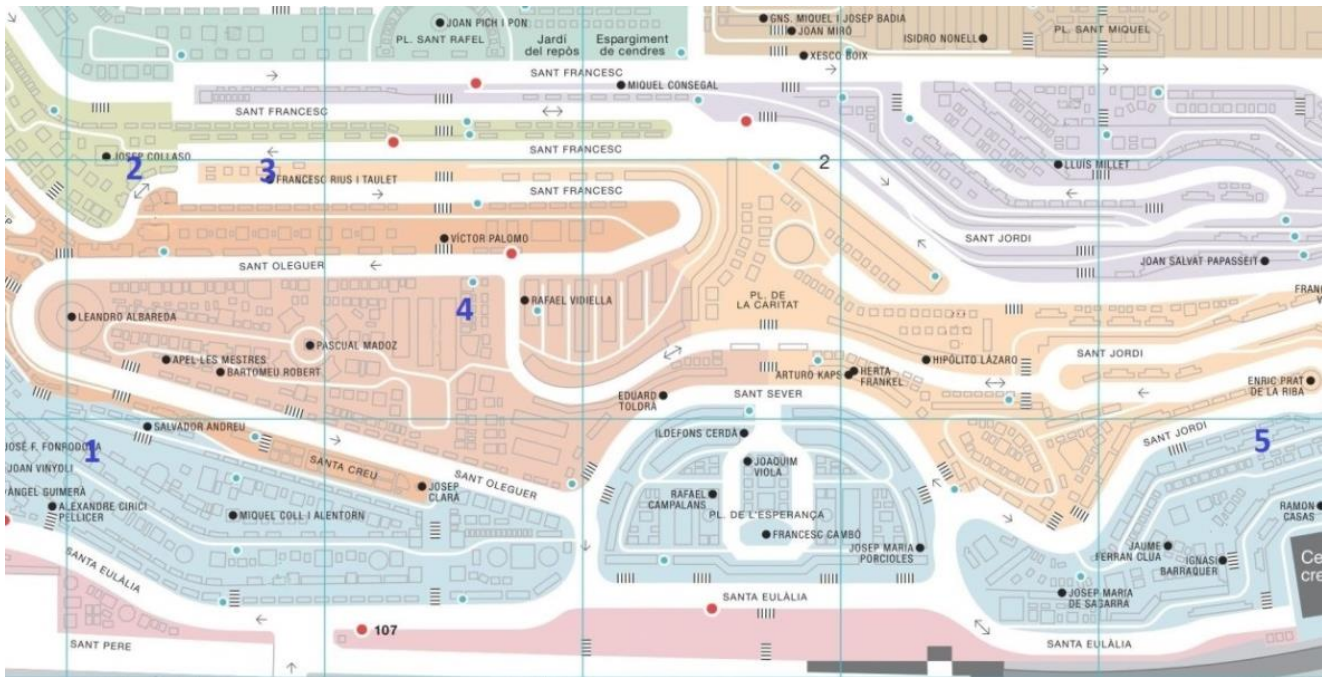 JOAN PICH I PON
PL. SANT RAFEL
Jardí
del repòs
Espargiment
de cendres
GNS. MIQUEL I JOSEP BADIA
JOAN MIRÓ
XESCO BOIX
ISIDRO NONELL
PL. SANT MIQUEL
SANT FRANCESC
SANT FRANCESC
MIQUEL CONSEGAL
SANT FRANCESC
SANT FRANCESC
JOSEP COLLASO
2
3
FRANCESC RIUS I TAULET
2
LLUIS MILLET
SANT FRANCESC
VÍCTOR PALOMO
SANT JORDI
SANT OLEGUER
JOAN SALVAT PAPASSEIT
RAFAEL VIDIELLA
4
PL. DE
LA CARITAT
LEANDRO ALBAREDA
PASCUAL MADOZ
APEL·LES MESTRES
BARTOMEU ROBERT
HIPÓLITO LÁZARO
SANT JORDI
ARTURO KAPS
HERTA
FRANKEL
ENRIC PRAT
DE LA RIBA
EDUARD
TOLDRÀ
SANT SEVER
SALVADOR ANDREU
ILDEFONS CERDÀ
SANT JORDI
5
JOSÉ F. FONRODONA
1
JOAN VINYOLI
ÀNGEL GUIMERÀ
ALEXANDRE CIRICI
PELLICER
SANTA CREU
SANT OLEGUER
JOSEP
CLARÀ
MIQUEL COLL I ALENTORN
JOAQUIM
VIOLA
RAFAEL
CAMPALANS
PL. DE L'ESPERANÇA
FRANCESC CAMBÓ
JOSEP MARIA
PORCIOLES
RAMON
CASAS
JAUME
FERRAN CLUA
IGNASI
BARRAQUER
JOSEP MARIA
DE SAGARRA
SANTA EULÀLIA
SANTA EULÀLIA
SANTA EULÀLIA
107
SANT PERE